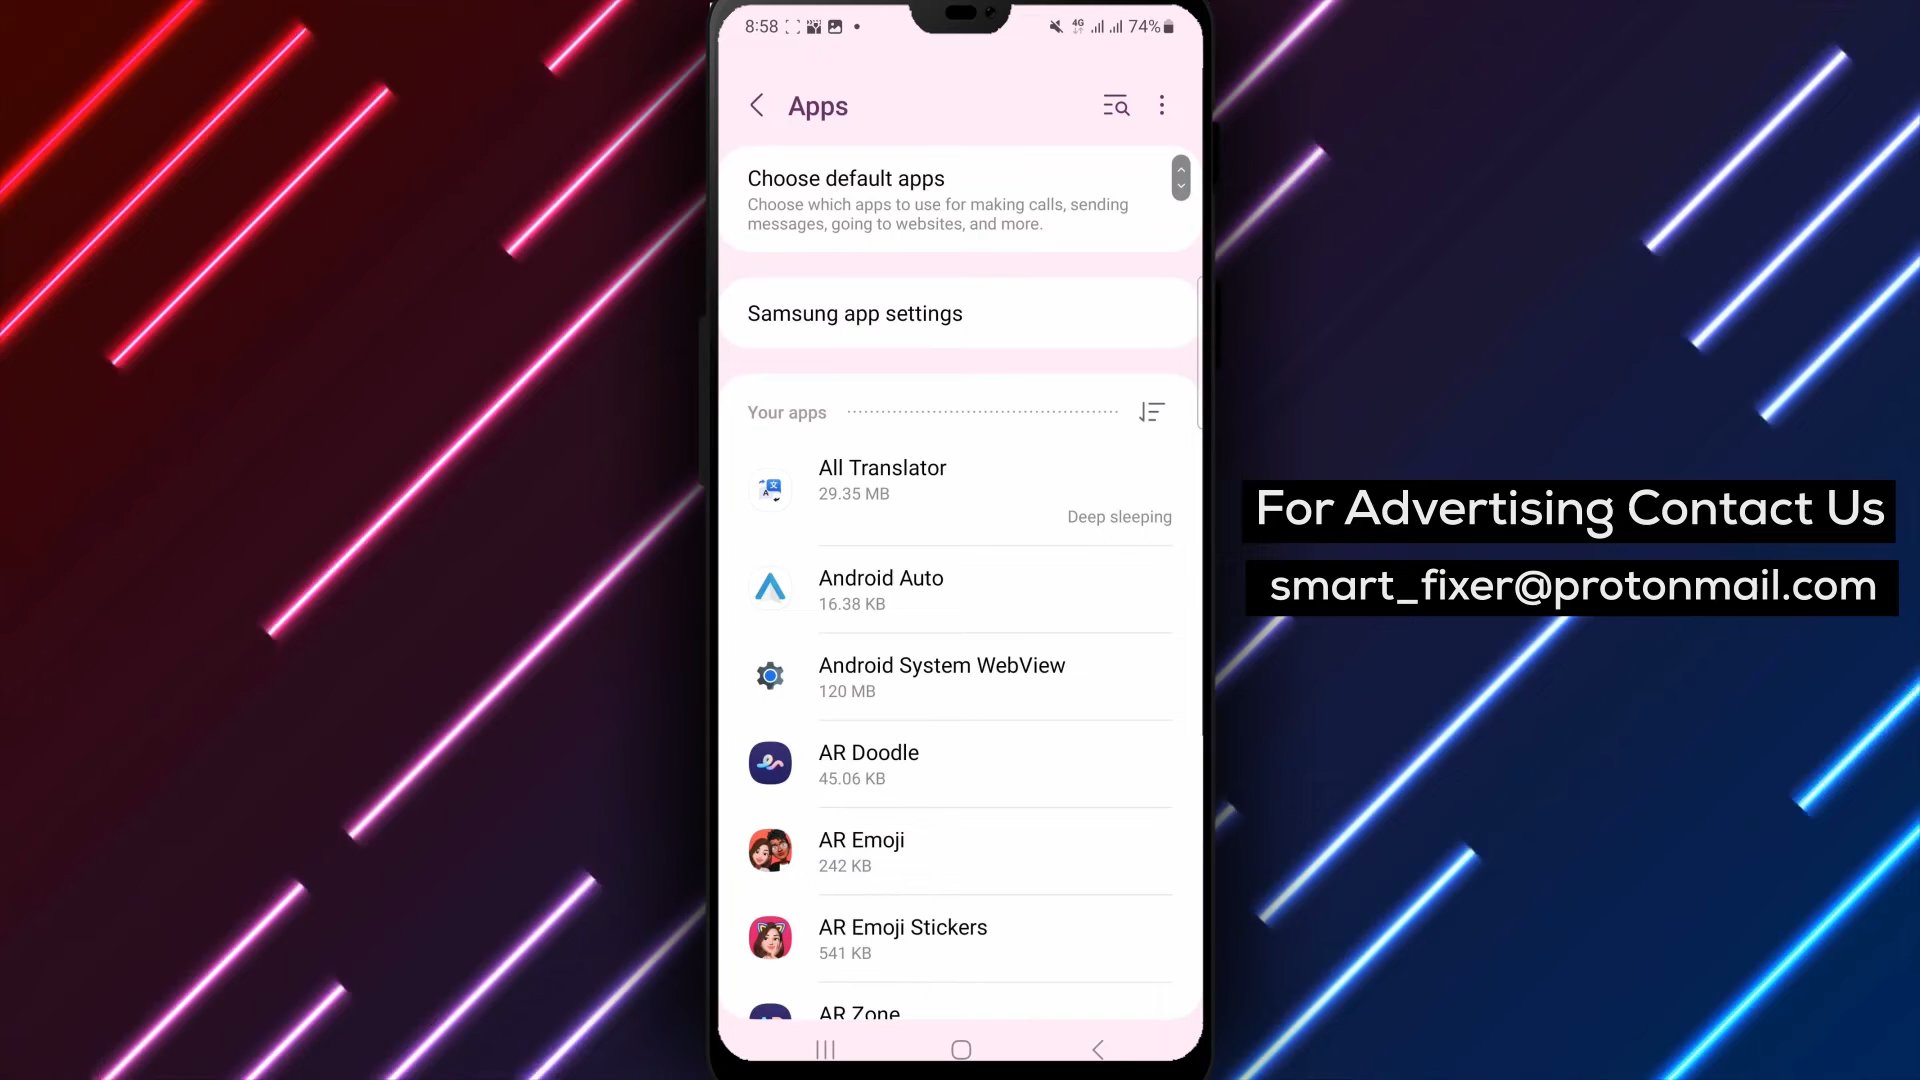 8:58
4G
74%
Apps
Choose default apps
Choose which apps to use for making calls, sending
messages, going to websites, and more.
Samsung app settings
Your apps
All Translator
29.35 MB
Deep sleeping
Android Auto
16.38 KB
Android System WebView
120 MB
AR Doodle
45.06 KB
AR Emoji
242 KB
AR Emoji Stickers
541 KB
AR Zone
For Advertising Contact Us
smart_fixer@protonmail.com